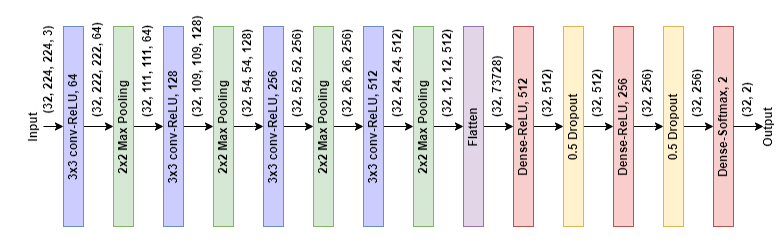 Input
(32, 224, 224, 3)
3x3 conv-ReLU, 64
(32, 222, 222, 64)
2x2 Max Pooling
(32, 111, 111, 64)
3x3 conv-ReLU, 128
(32, 109, 109, 128)
2x2 Max Pooling
(32, 54, 54, 128)
3x3 conv-ReLU, 256
(32, 52, 52, 256)
2x2 Max Pooling
(32, 26, 26, 256)
3x3 conv-ReLU, 512
(32, 24, 24, 512)
2x2 Max Pooling
(32, 12, 12, 512)
Flatten
(32, 73728)
Dense-ReLU, 512
(32, 512)
0.5 Dropout
(32, 512)
Dense-ReLU, 256
(32, 256)
0.5 Dropout
(32, 256)
Dense-Softmax, 2
(32, 2)
Output